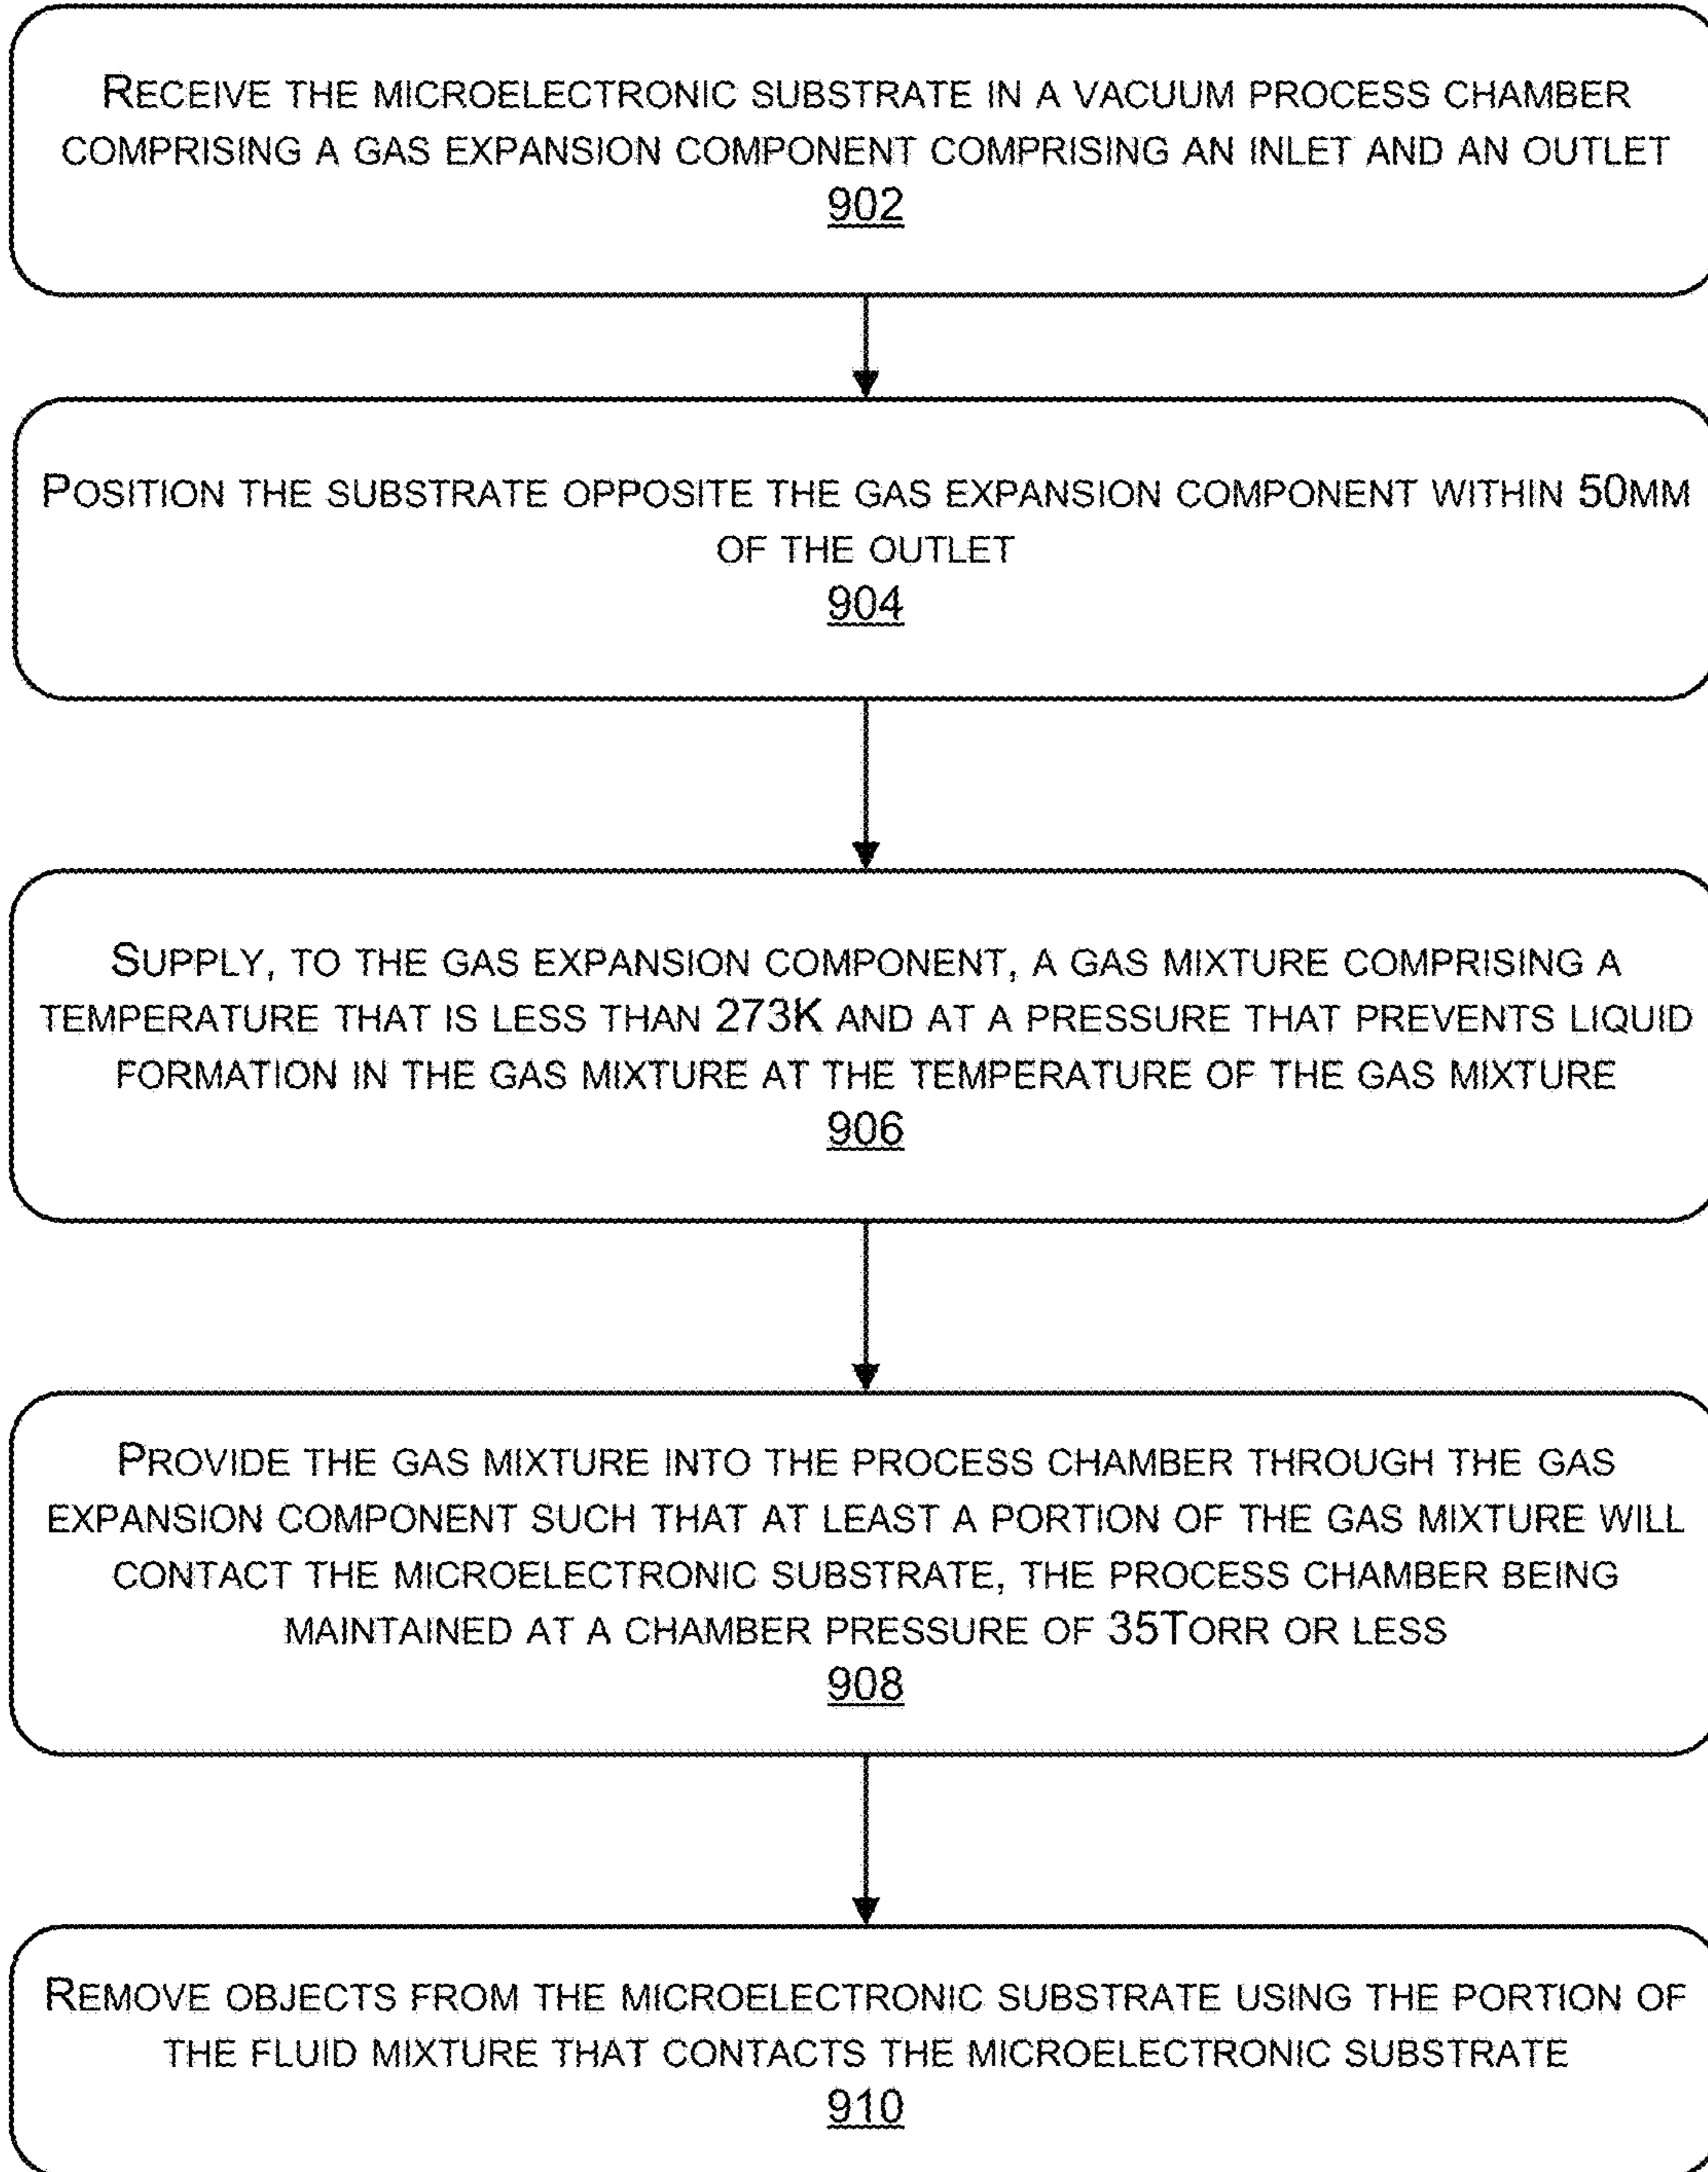 RECEIVE THE MICROELECTRONIC SUBSTRATE IN A VACUUM PROCESS CHAMBER
COMPRISING A GAS EXPANSION COMPONENT COMPRISING AN INLET AND AN OUTLET
902
POSITION THE SUBSTRATE OPPOSITE THE GAS EXPANSION COMPONENT WITHIN 50MM
OF THE OUTLET
904
SUPPLY, TO THE GAS EXPANSION COMPONENT, A GAS MIXTURE COMPRISING A
TEMPERATURE THAT IS LESS THAN 273K AND AT A PRESSURE THAT PREVENTS LIQUID
FORMATION IN THE GAS MIXTURE AT THE TEMPERATURE OF THE GAS MIXTURE
906
PROVIDE THE GAS MIXTURE INTO THE PROCESS CHAMBER THROUGH THE GAS
EXPANSION COMPONENT SUCH THAT AT LEAST A PORTION OF THE GAS MIXTURE WILL
CONTACT THE MICROELECTRONIC SUBSTRATE, THE PROCESS CHAMBER BEING
MAINTAINED AT A CHAMBER PRESSURE OF 35TORR OR LESS
908
REMOVE OBJECTS FROM THE MICROELECTRONIC SUBSTRATE USING THE PORTION OF
THE FLUID MIXTURE THAT CONTACTS THE MICROELECTRONIC SUBSTRATE
910